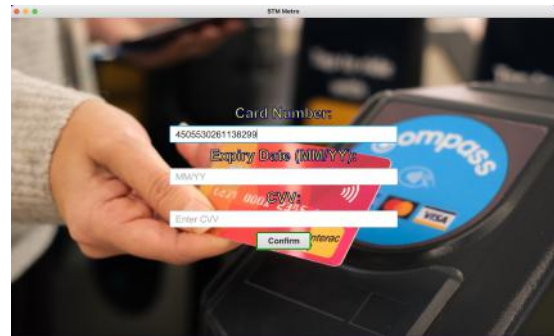 STM Metro
Card Number:
4505530261138299
Expiry Date (MM/YY):
MM/YY
CVV:
Enter CVV
Confirm
Compass
VISA
Interac